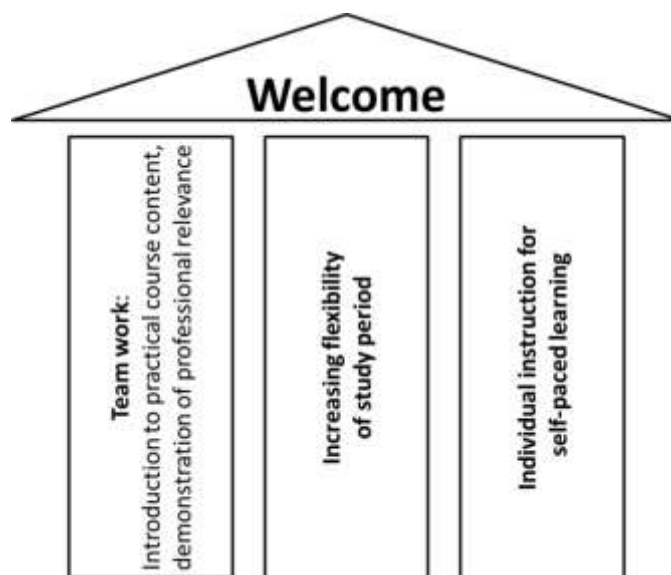 Welcome
Team work:
Introduction to practical course content,
demonstration of professional relevance
Increasing flexibility
of study period
Individual instruction for
self-paced learning